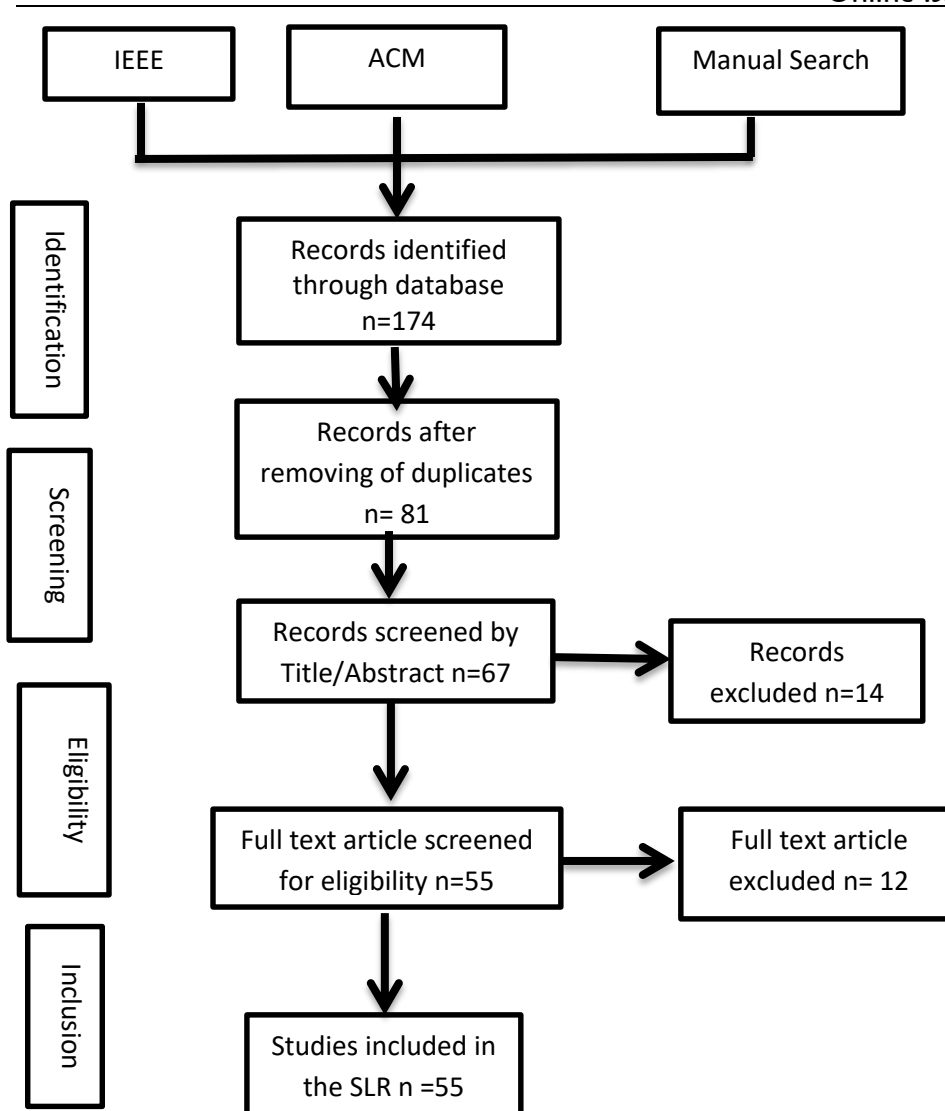 IEEE
ACM
Manual Search
Identification
Records identified
through database
n=174
Records after
removing of duplicates
n= 81
Screening
Records screened by
Title/Abstract n=67
Records
excluded n=14
Eligibility
Full text article screened
for eligibility n=55
Full text article
excluded n= 12
Inclusion
Studies included in
the SLR n =55